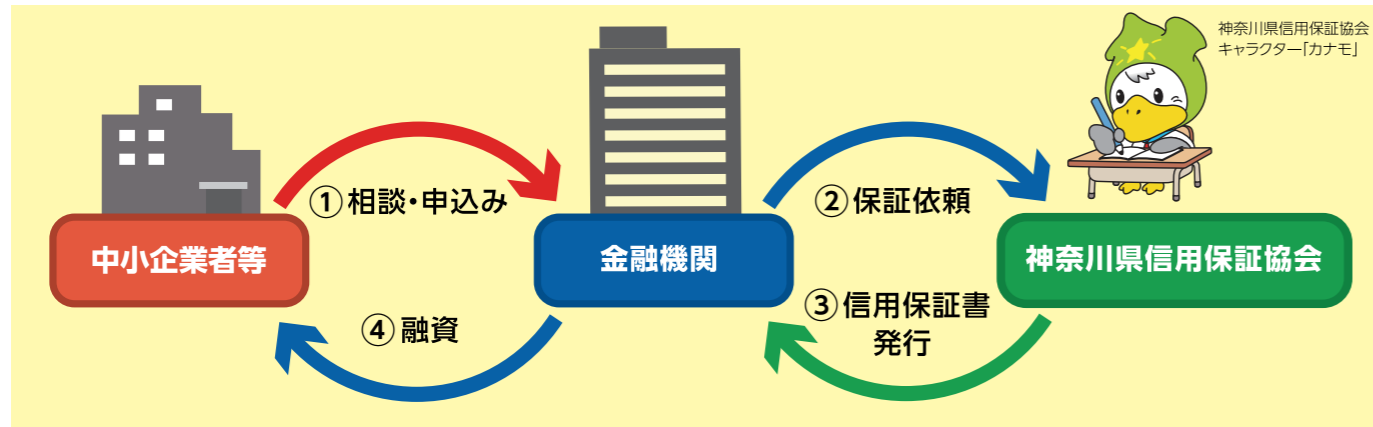 神奈川県信用保証協会
キャラクター「カナモ」
①相談・申込み
②保証依頼
中小企業者等
金融機関
神奈川県信用保証協会
④融資
③信用保証書
発行